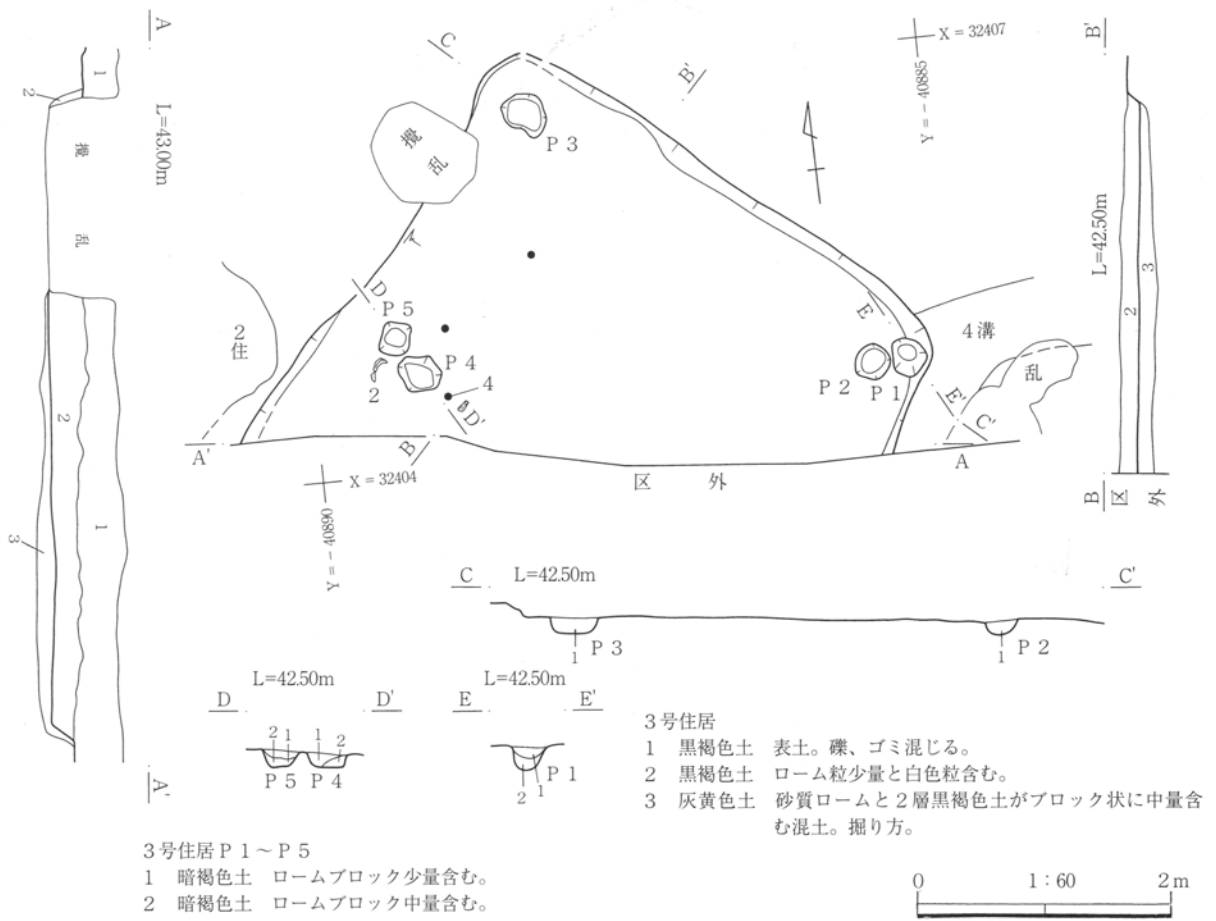 A
1
2
L=43.00m
攪乱
2
1
3
A'
C
B'
X = 32407
Y = - 40885
B'
攪乱
P 3
L=42.50m
2
3
D
P 5
2住
P 4
2
4
D'
E
4溝
P 2
P 1
乱
E'
C'
A'
B
A
X = 32404
Y = - 40890
区 外
B
区 外
C
L=42.50m
C'
1
P 3
1
P 2
L=42.50m
D
D'
2 1
1 2
P 5
P 4
L=42.50m
E
E'
P 1
2
1
3号住居
1 黒褐色土 表土。礫、ゴミ混じる。
2 黒褐色土 ローム粒少量と白色粒含む。
3 灰黄色土 砂質ロームと2層黒褐色土がブロック状に中量含
む混土。掘り方。
3号住居P 1~P 5
1 暗褐色土 ロームブロック少量含む。
2 暗褐色土 ロームブロック中量含む。
0 1:60 2m